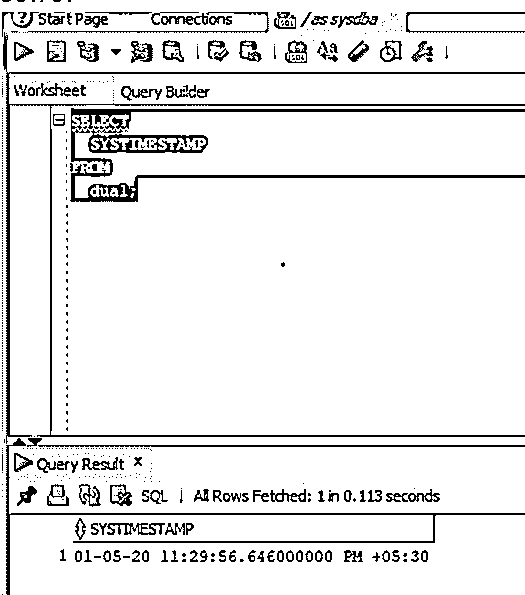 Start Page Connections / as sysdba
Worksheet Query Builder
SELECT
SYSTIMESTAMP
FROM
dual;
Query Result
SQL | All Rows Fetched: 1 in 0.113 seconds
SYSTIMESTAMP
1 01-05-20 11:29:56.646000000 PM +05:30